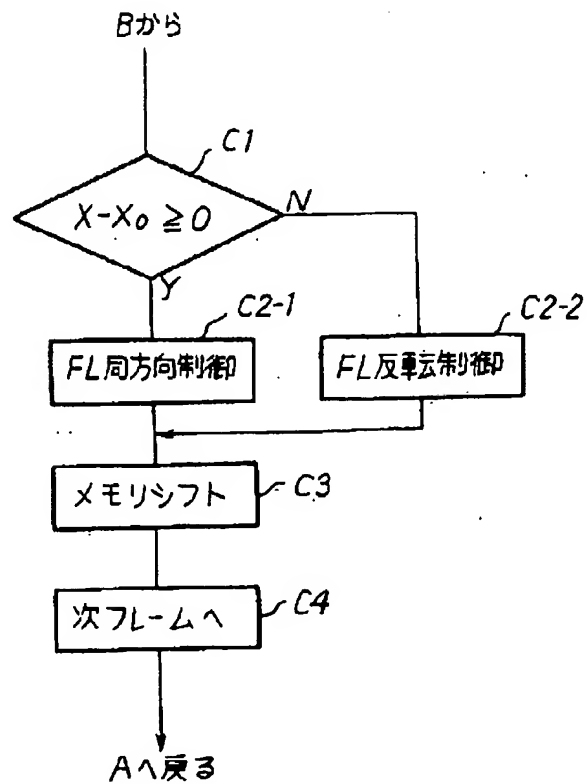 Bから
C1
X-X₀≧0
N
Y
C2-1
C2-2
FL同方向制御
FL反転制御
メモリシフト
C3
次フレームへ
C4
Aへ戻る